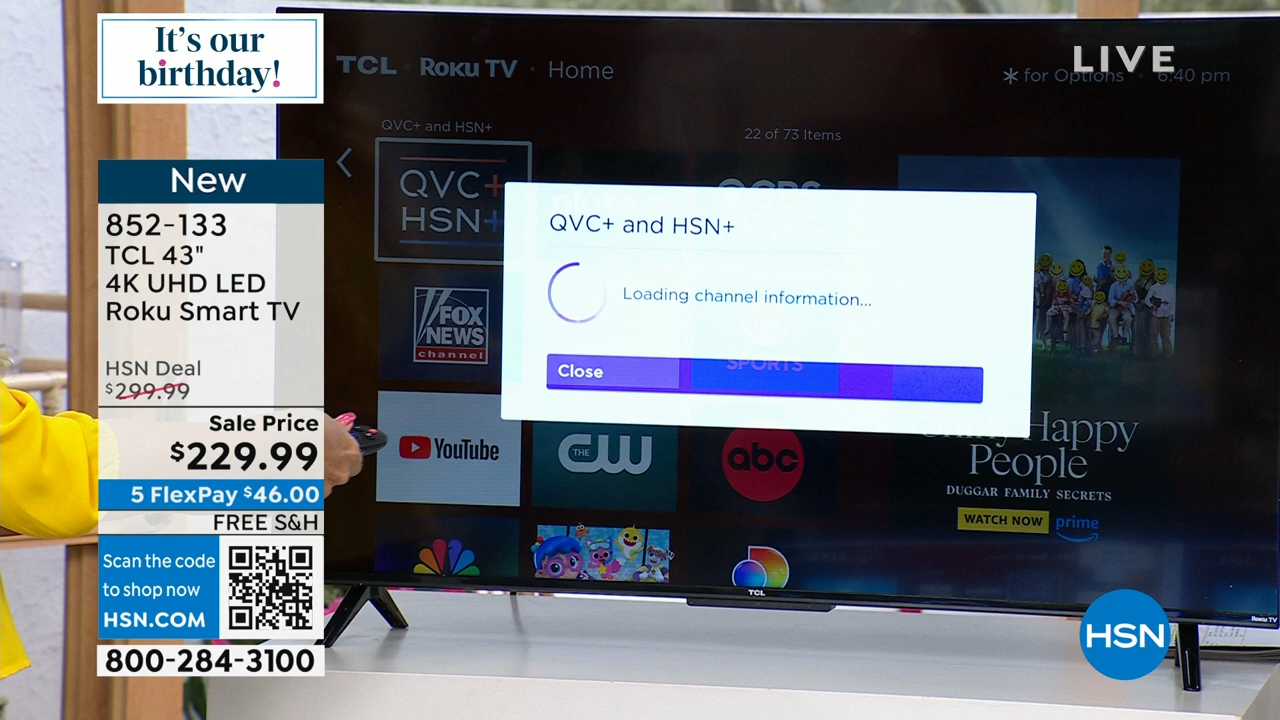 It's our
birthday!
New
852-133
TCL 43"
4K UHD LED
Roku Smart TV
HSN Deal
$299.99
Sale Price
$229.99
5 FlexPay $46.00
FREE S&H
Scan the code
to shop now
HSN.COM
800-284-3100
LIVE
TCL · Roku TV · Home
* for Options · 6:40 pm
QVC+ and HSN+
22 of 73 Items
QVC+
HSN+
QVC+ and HSN+
Loading channel information...
Close
SPORTS
FOX
NEWS
channel
YouTube
THE CW
abc
Happy
People
DUGGAR FAMILY SECRETS
WATCH NOW
prime
TCL
Roku TV
HSN